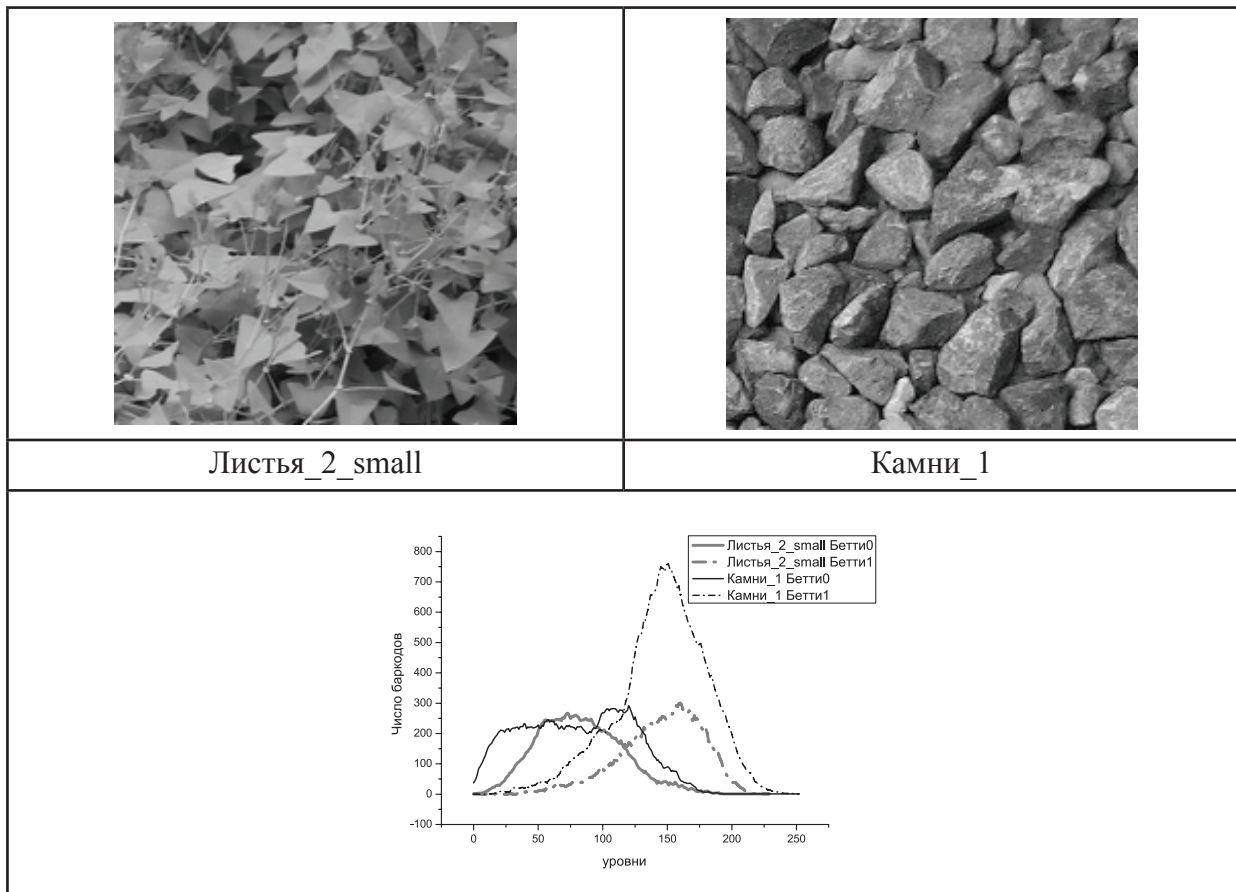 Листья_2_small
Камни_1
Листья_2_small Бетти0
Листья_2_small Бетти1
Камни_1 Бетти0
Камни_1 Бетти1
Число баркодов
800
700
600
500
400
300
200
100
0
−100
0
50
100
150
200
250
уровни